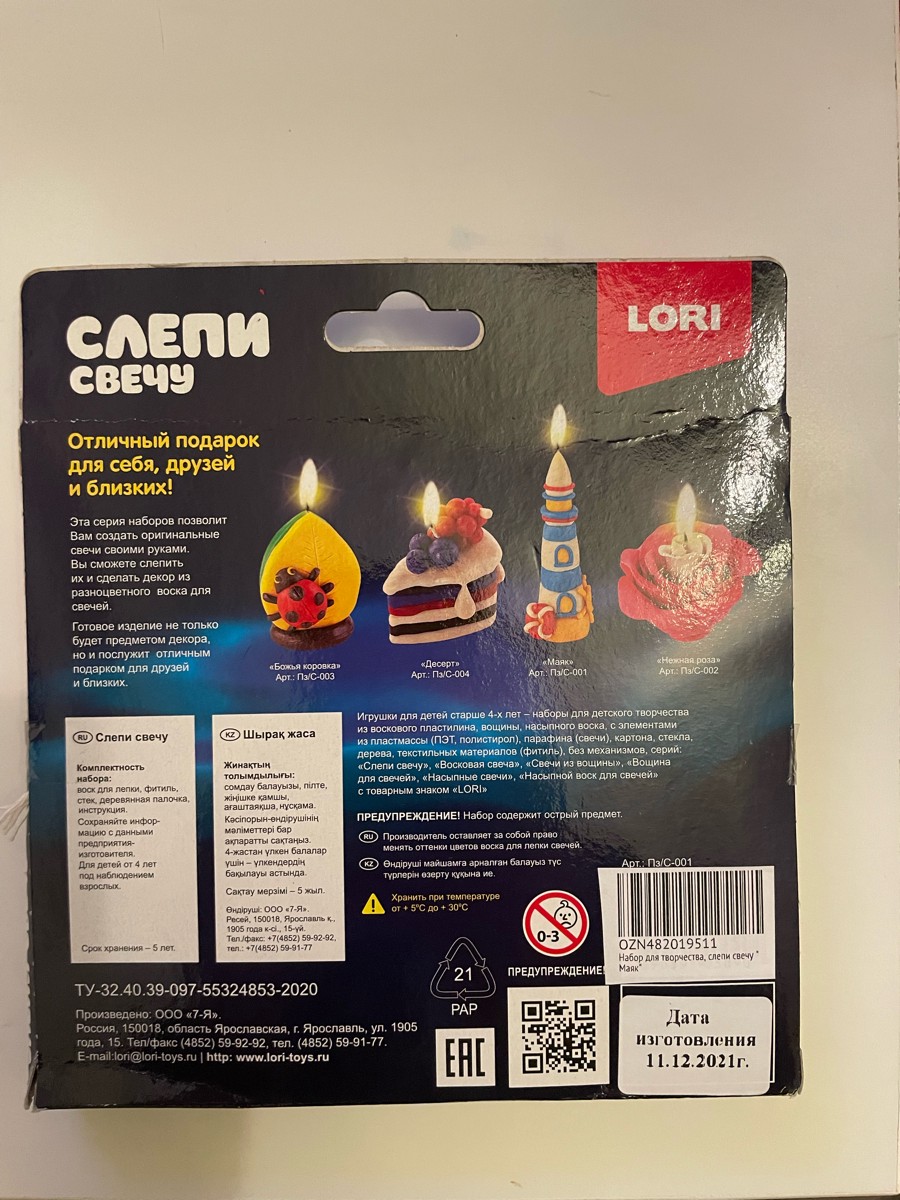 СЛЕПИ
СВЕЧУ
LORI
Отличный подарок
для себя, друзей
и близких!
Эта серия наборов позволит
Вам создать оригинальные
свечи своими руками.
Вы сможете слепить
их и сделать декор из
разноцветного воска для
свечей.
Готовое изделие не только
будет предметом декора,
но и послужит отличным
подарком для друзей
и близких.
«Божья коровка»
Арт.: Пз/С-003
«Десерт»
Арт.: Пз/С-004
«Маяк»
Арт.: Пз/С-001
«Нежная роза»
Арт.: Пз/С-002
RU Слепи свечу
Комплектность
набора:
воск для лепки, фитиль,
стек, деревянная палочка,
инструкция.
Сохраняйте инфор-
мацию с данными
предприятия-
изготовителя.
Для детей от 4 лет
под наблюдением
взрослых.
Срок хранения – 5 лет.
KZ Шырақ жаса
Жинақтың
толымдылығы:
сомдау балауызы, пілте,
жіңішке қамшы,
ағаштаяқша, нұсқама.
Кәсіпорын-өндірушінің
мәліметтері бар
ақпаратты сақтаңыз.
4-жастан үлкен балалар
үшін – үлкендердің
бақылауы астында.
Сақтау мерзімі – 5 жыл.
Өндіруші: ООО «7-Я».
Ресей, 150018, Ярославль қ.,
1905 года к-сі., 15-үй.
Тел./факс: +7(4852) 59-92-92,
тел.: +7(4852) 59-91-77
Игрушки для детей старше 4-х лет – наборы для детского творчества
из воскового пластилина, вощины, насыпного воска, с элементами
из пластмассы (ПЭТ, полистирол), парафина (свечи), картона, стекла,
дерева, текстильных материалов (фитиль), без механизмов, серий:
«Слепи свечу», «Восковая свеча», «Свечи из вощины», «Вощина
для свечей», «Насыпные свечи», «Насыпной воск для свечей»
с товарным знаком «LORI»
ПРЕДУПРЕЖДЕНИЕ! Набор содержит острый предмет.
RU Производитель оставляет за собой право
менять оттенки цветов воска для лепки свечей.
KZ Өндіруші майшамға арналған балауыз түс
түрлерін өзерту құқына ие.
Хранить при температуре
от + 5°С до + 30°С
0-3
ПРЕДУПРЕЖДЕНИЕ!
Арт.: Пз/С-001
OZN482019511
Набор для творчества, слепи свечу "
Маяк"
21
PAP
EAC
Дата
изготовления
11.12.2021г.
ТУ-32.40.39-097-55324853-2020
Произведено: ООО «7-Я».
Россия, 150018, область Ярославская, г. Ярославль, ул. 1905
года, 15. Тел/факс (4852) 59-92-92, тел. (4852) 59-91-77.
E-mail:lori@lori-toys.ru | http: www.lori-toys.ru